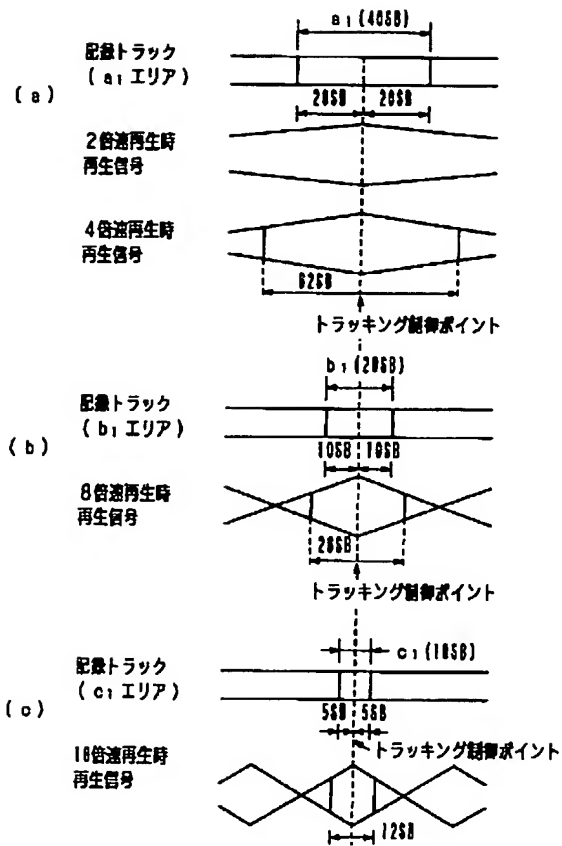 a₁(40SB)
記録トラック
(a₁エリア)
(a)
20SB 20SB
2倍速再生時
再生信号
4倍速再生時
再生信号
62SB
トラッキング制御ポイント
b₁(20SB)
記録トラック
(b₁エリア)
(b)
10SB 10SB
8倍速再生時
再生信号
28SB
トラッキング制御ポイント
c₁(10SB)
記録トラック
(c₁エリア)
(c)
5SB 5SB
トラッキング制御ポイント
16倍速再生時
再生信号
12SB